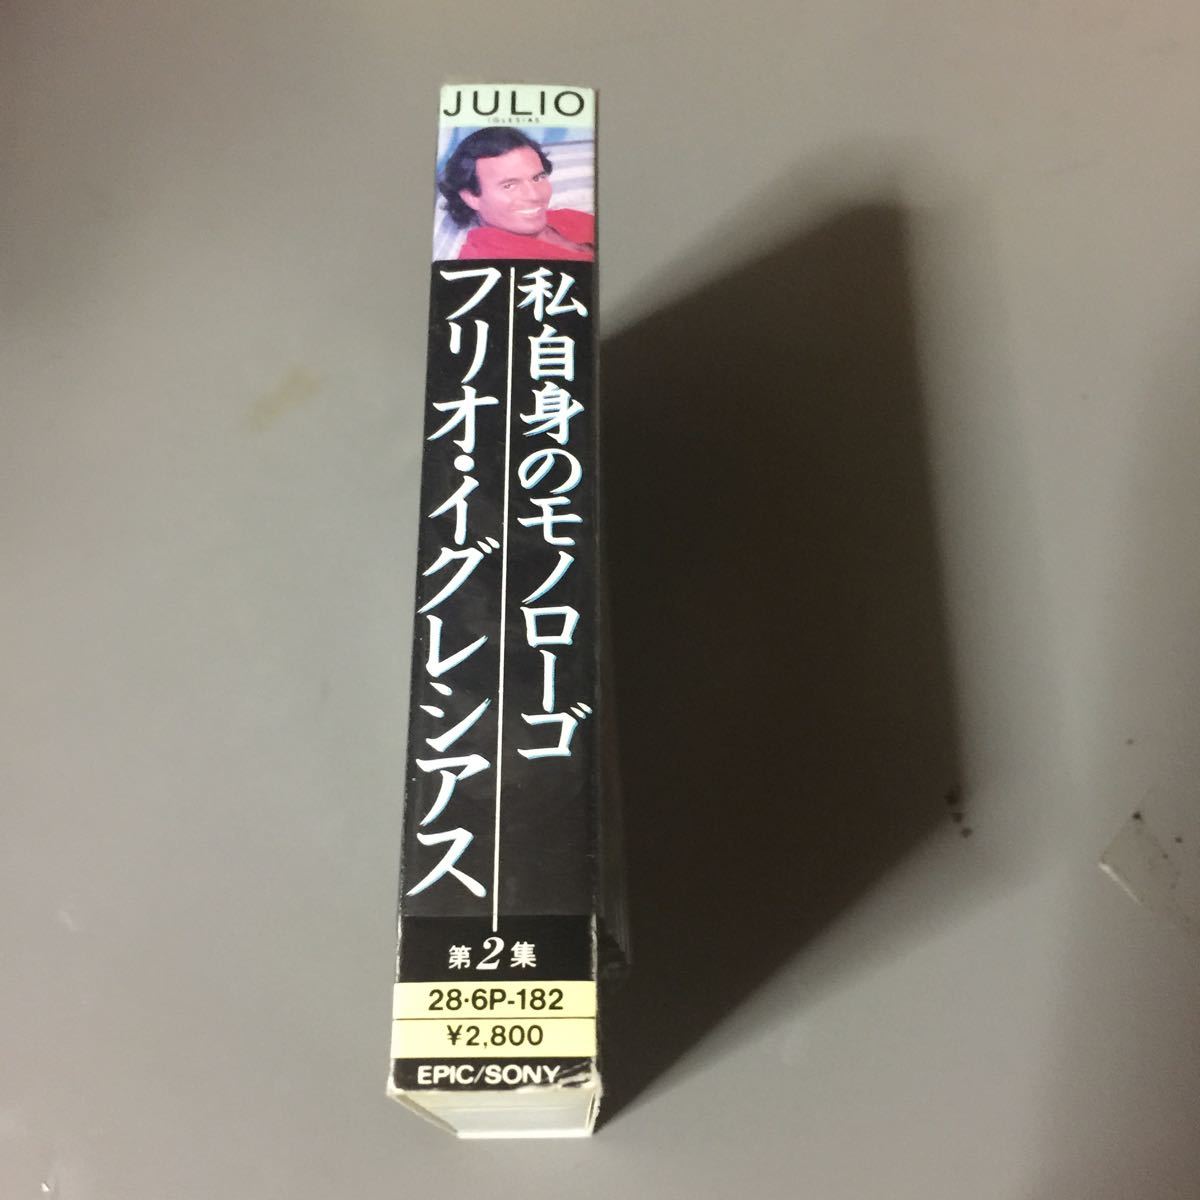 JULIO
IGLESIAS
私自身のモノローゴ
フリオ・イグレシアス
第2集
28・6P-182
¥2,800
EPIC/SONY